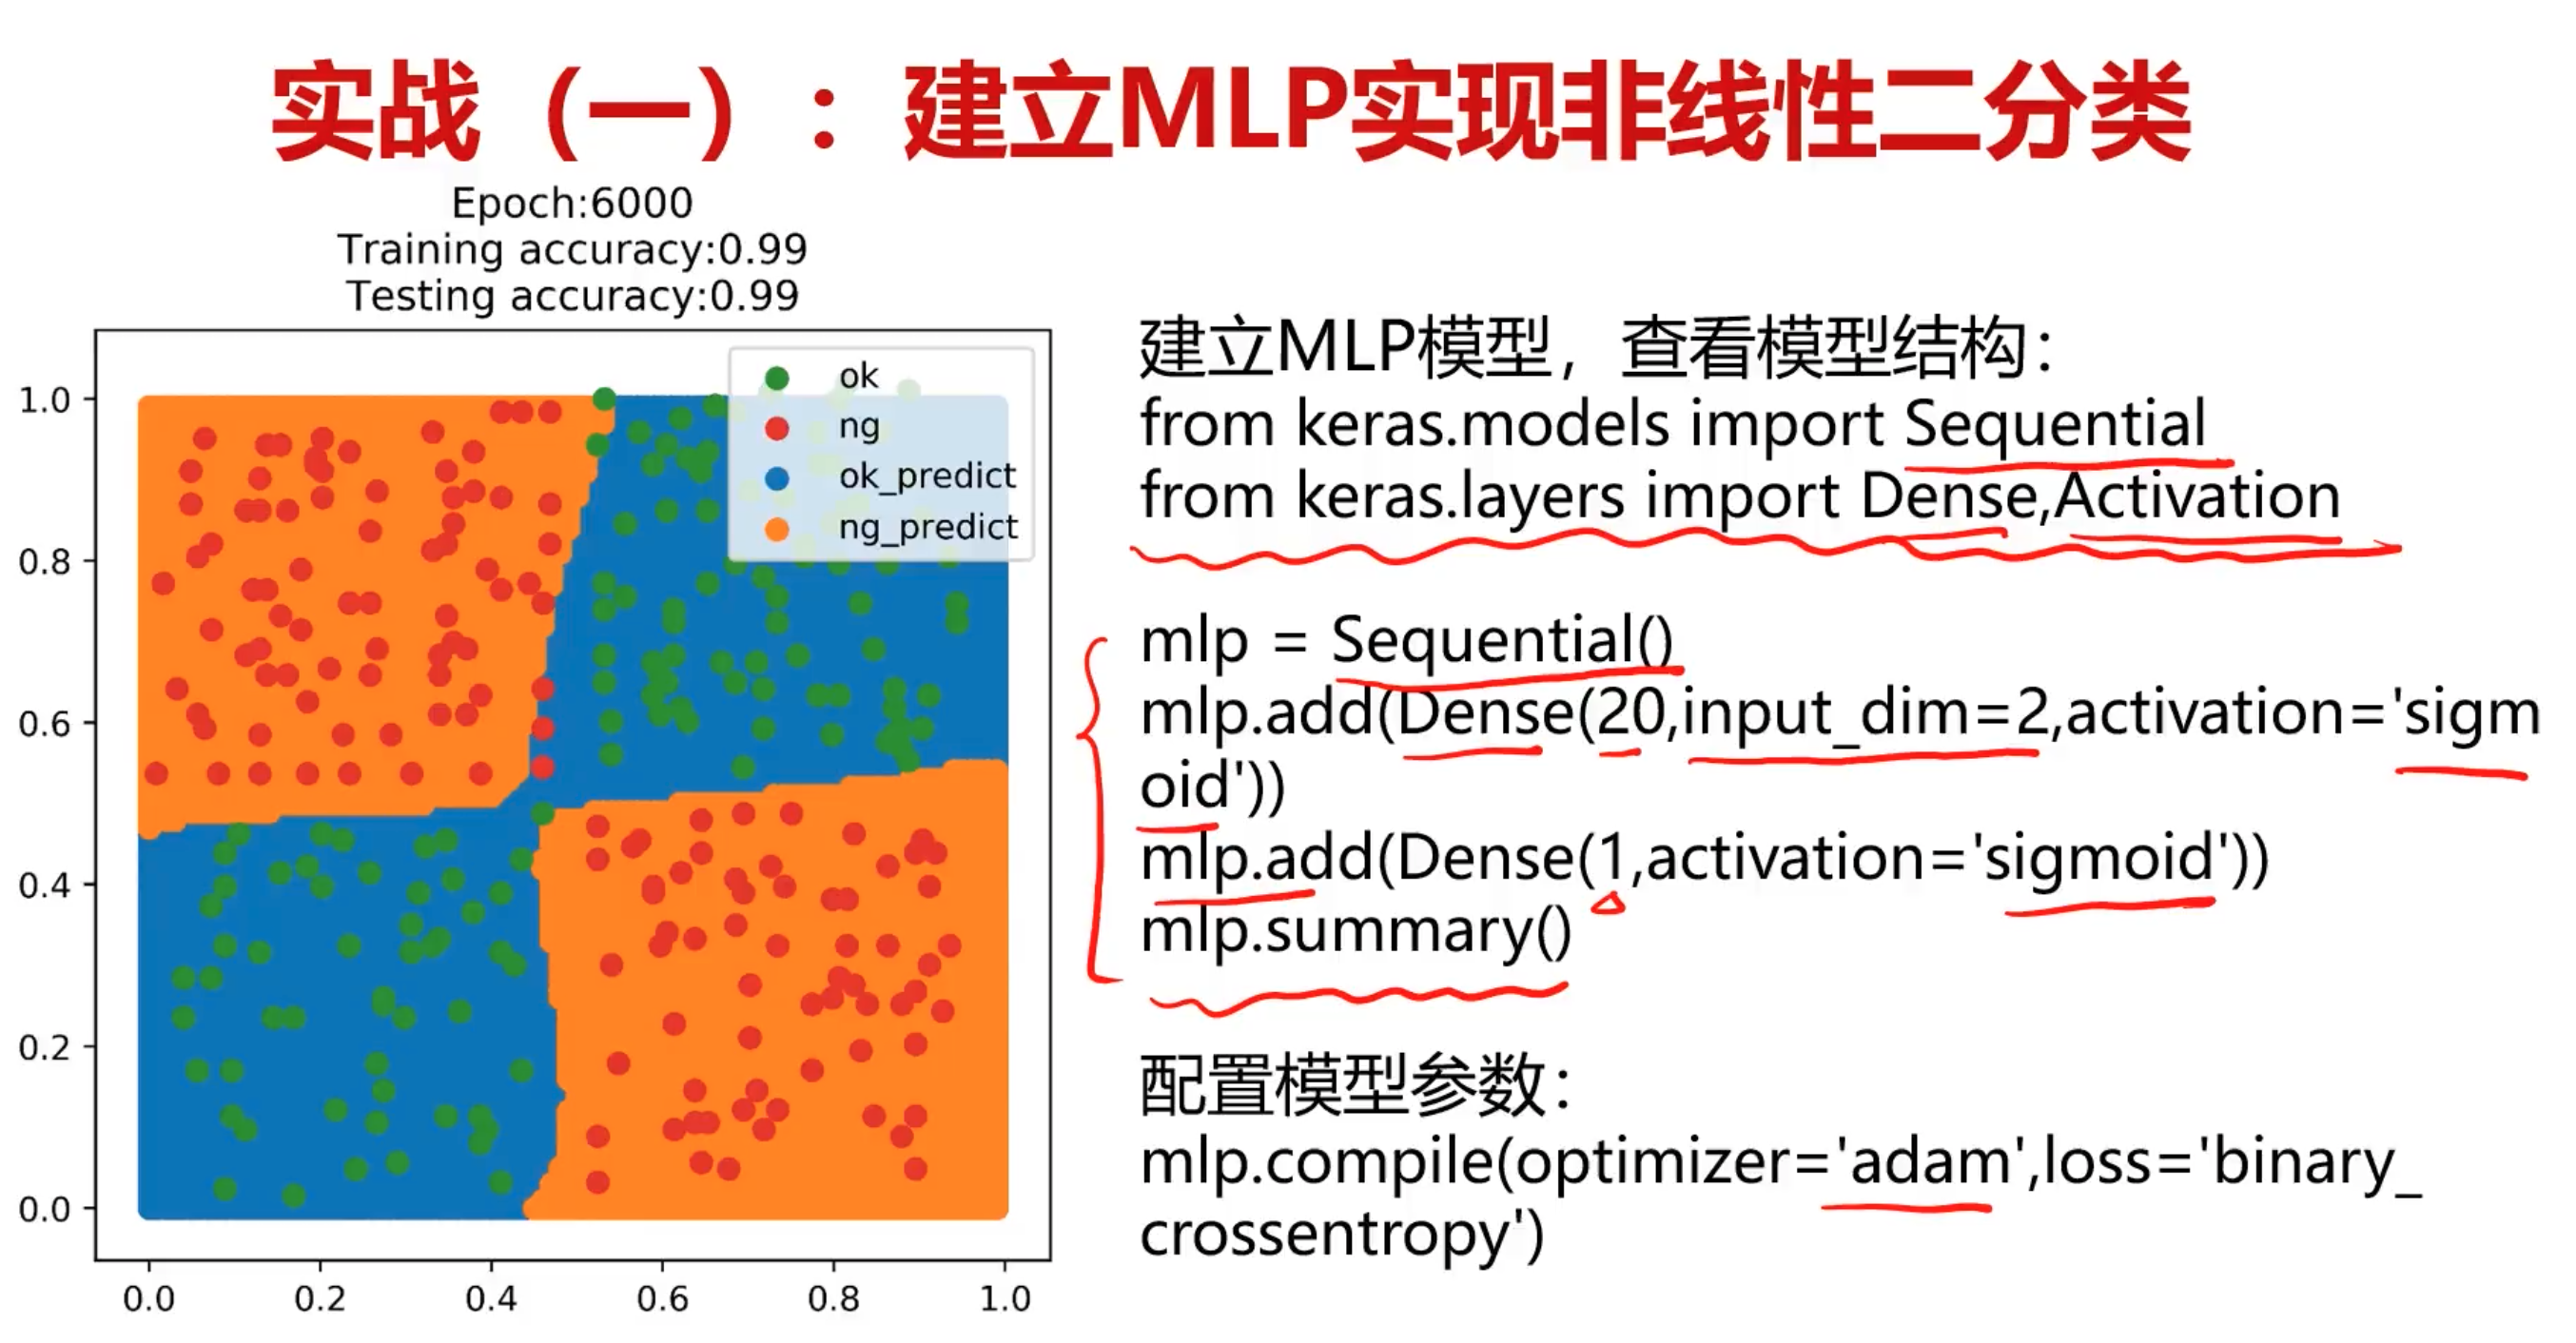 实战（一）：建立MLP实现非线性二分类
Epoch:6000
Training accuracy:0.99
Testing accuracy:0.99
ok
ng
ok_predict
ng_predict
1.0
0.8
0.6
0.4
0.2
0.0
0.0 0.2 0.4 0.6 0.8 1.0
建立MLP模型，查看模型结构：
from keras.models import Sequential
from keras.layers import Dense,Activation
mlp = Sequential()
mlp.add(Dense(20,input_dim=2,activation='sigm
oid'))
mlp.add(Dense(1,activation='sigmoid'))
mlp.summary()
配置模型参数：
mlp.compile(optimizer='adam',loss='binary_
crossentropy')